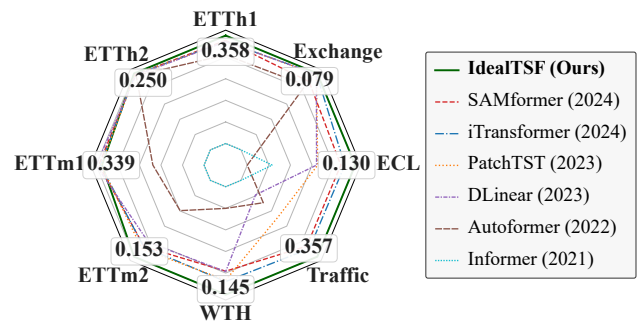 ETTh1
0.358
Exchange
0.079
ETTh2
0.250
ETTm1
0.339
0.130
ECL
0.153
ETTm2
0.357
Traffic
0.145
WTH
IdealTSF (Ours)
SAMformer (2024)
iTransformer (2024)
PatchTST (2023)
DLinear (2023)
Autoformer (2022)
Informer (2021)